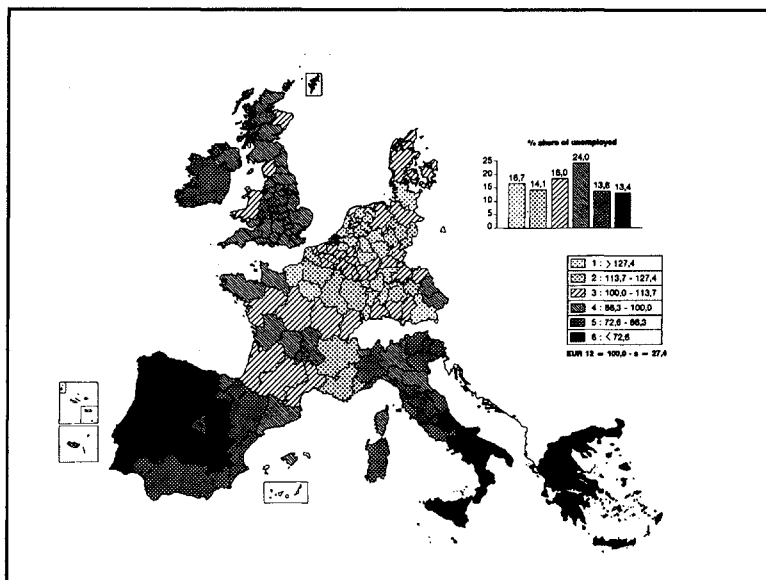 % share of unemployed
25
20
15
10
5
0
16,7
14,1
18,0
24,0
13,8
13,4
1 : > 127,4
2 : 113,7 - 127,4
3 : 100,0 - 113,7
4 : 86,3 - 100,0
5 : 72,6 - 86,3
6 : < 72,6
EUR 12 = 100,0 - s = 27,4